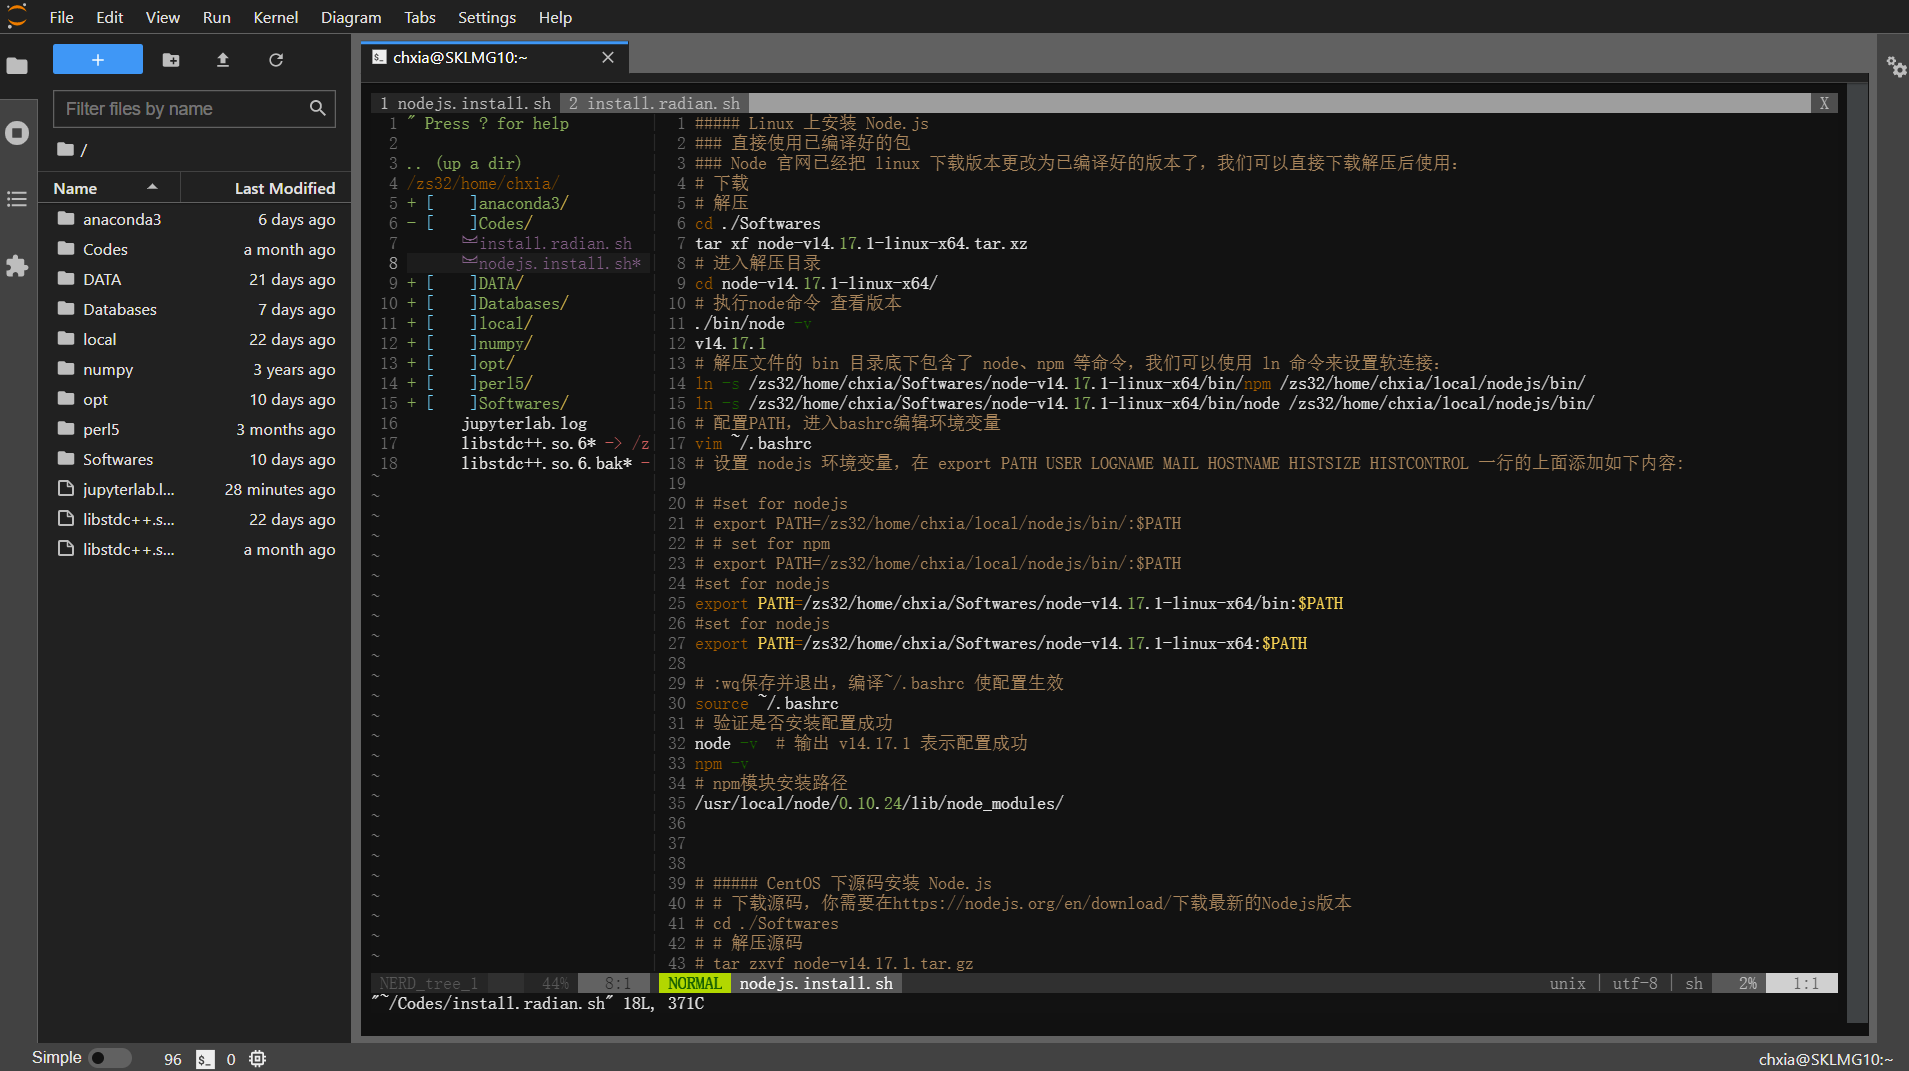 File Edit View Run Kernel Diagram Tabs Settings Help
Filter files by name
/
Name Last Modified
anaconda3 6 days ago
Codes a month ago
DATA 21 days ago
Databases 7 days ago
local 22 days ago
numpy 3 years ago
opt 10 days ago
perl5 3 months ago
Softwares 10 days ago
jupyterlab.l... 28 minutes ago
libstdc++.s... 22 days ago
libstdc++.s... a month ago
chxia@SKLMG10:~
1 nodejs.install.sh 2 install.radian.sh X
1 " Press ? for help
2
3 .. (up a dir)
4 /zs32/home/chxia/
5 + [ ]anaconda3/
6 - [ ]Codes/
7 install.radian.sh
8 nodejs.install.sh*
9 + [ ]DATA/
10 + [ ]Databases/
11 + [ ]local/
12 + [ ]numpy/
13 + [ ]opt/
14 + [ ]perl5/
15 + [ ]Softwares/
16 jupyterlab.log
17 libstdc++.so.6* -> /z
18 libstdc++.so.6.bak* -
1 ##### Linux 上安装 Node.js
2 ### 直接使用已编译好的包
3 ### Node 官网已经把 linux 下载版本更改为已编译好的版本了，我们可以直接下载解压后使用：
4 # 下载
5 # 解压
6 cd ./Softwares
7 tar xf node-v14.17.1-linux-x64.tar.xz
8 # 进入解压目录
9 cd node-v14.17.1-linux-x64/
10 # 执行node命令 查看版本
11 ./bin/node -v
12 v14.17.1
13 # 解压文件的 bin 目录底下包含了 node、npm 等命令，我们可以使用 ln 命令来设置软连接：
14 ln -s /zs32/home/chxia/Softwares/node-v14.17.1-linux-x64/bin/npm /zs32/home/chxia/local/nodejs/bin/
15 ln -s /zs32/home/chxia/Softwares/node-v14.17.1-linux-x64/bin/node /zs32/home/chxia/local/nodejs/bin/
16 # 配置PATH，进入bashrc编辑环境变量
17 vim ~/.bashrc
18 # 设置 nodejs 环境变量，在 export PATH USER LOGNAME MAIL HOSTNAME HISTSIZE HISTCONTROL 一行的上面添加如下内容:
19
20 # #set for nodejs
21 # export PATH=/zs32/home/chxia/local/nodejs/bin/:$PATH
22 # # set for npm
23 # export PATH=/zs32/home/chxia/local/nodejs/bin/:$PATH
24 #set for nodejs
25 export PATH=/zs32/home/chxia/Softwares/node-v14.17.1-linux-x64/bin:$PATH
26 #set for nodejs
27 export PATH=/zs32/home/chxia/Softwares/node-v14.17.1-linux-x64:$PATH
28
29 # :wq保存并退出，编译~/.bashrc 使配置生效
30 source ~/.bashrc
31 # 验证是否安装配置成功
32 node -v # 输出 v14.17.1 表示配置成功
33 npm -v
34 # npm模块安装路径
35 /usr/local/node/0.10.24/lib/node_modules/
36
37
38
39 # ##### CentOS 下源码安装 Node.js
40 # # 下载源码，你需要在https://nodejs.org/en/download/下载最新的Nodejs版本
41 # cd ./Softwares
42 # # 解压源码
43 # tar zxvf node-v14.17.1.tar.gz
NERD_tree_1 44% 8:1 NORMAL nodejs.install.sh unix | utf-8 | sh 2% 1:1
"~/Codes/install.radian.sh" 18L, 371C
Simple 96 $_ 0 chxia@SKLMG10:~